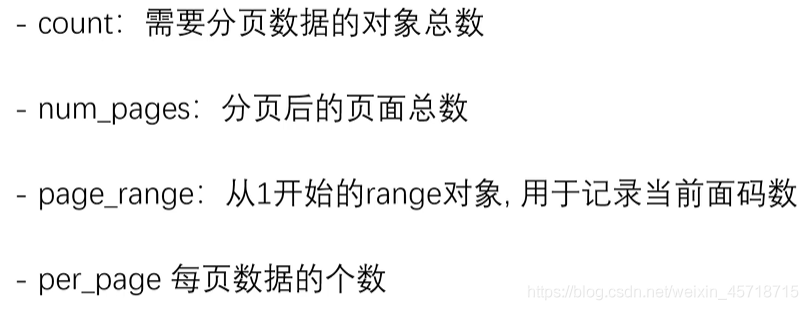 - count：需要分页数据的对象总数
- num_pages：分页后的页面总数
- page_range：从1开始的range对象, 用于记录当前面码数
- per_page 每页数据的个数
https://blog.csdn.net/weixin_45718715